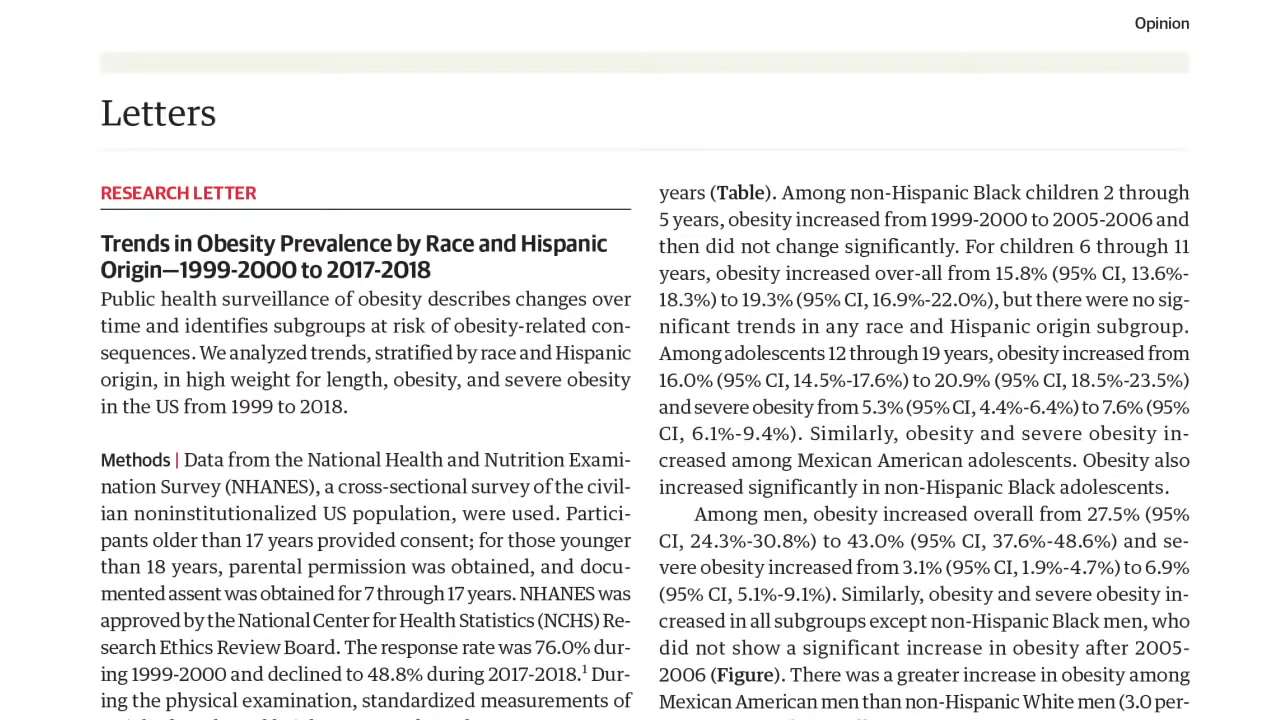 Opinion
Letters
RESEARCH LETTER
Trends in Obesity Prevalence by Race and Hispanic
Origin—1999-2000 to 2017-2018
Public health surveillance of obesity describes changes over
time and identifies subgroups at risk of obesity-related con-
sequences. We analyzed trends, stratified by race and Hispanic
origin, in high weight for length, obesity, and severe obesity
in the US from 1999 to 2018.
Methods | Data from the National Health and Nutrition Exami-
nation Survey (NHANES), a cross-sectional survey of the civil-
ian noninstitutionalized US population, were used. Partici-
pants older than 17 years provided consent; for those younger
than 18 years, parental permission was obtained, and docu-
mented assent was obtained for 7 through 17 years. NHANES was
approved by the National Center for Health Statistics (NCHS) Re-
search Ethics Review Board. The response rate was 76.0% dur-
ing 1999-2000 and declined to 48.8% during 2017-2018.1 Dur-
ing the physical examination, standardized measurements of
years (Table). Among non-Hispanic Black children 2 through
5 years, obesity increased from 1999-2000 to 2005-2006 and
then did not change significantly. For children 6 through 11
years, obesity increased over-all from 15.8% (95% CI, 13.6%-
18.3%) to 19.3% (95% CI, 16.9%-22.0%), but there were no sig-
nificant trends in any race and Hispanic origin subgroup.
Among adolescents 12 through 19 years, obesity increased from
16.0% (95% CI, 14.5%-17.6%) to 20.9% (95% CI, 18.5%-23.5%)
and severe obesity from 5.3% (95% CI, 4.4%-6.4%) to 7.6% (95%
CI, 6.1%-9.4%). Similarly, obesity and severe obesity in-
creased among Mexican American adolescents. Obesity also
increased significantly in non-Hispanic Black adolescents.
Among men, obesity increased overall from 27.5% (95%
CI, 24.3%-30.8%) to 43.0% (95% CI, 37.6%-48.6%) and se-
vere obesity increased from 3.1% (95% CI, 1.9%-4.7%) to 6.9%
(95% CI, 5.1%-9.1%). Similarly, obesity and severe obesity in-
creased in all subgroups except non-Hispanic Black men, who
did not show a significant increase in obesity after 2005-
2006 (Figure). There was a greater increase in obesity among
Mexican American men than non-Hispanic White men (3.0 per-